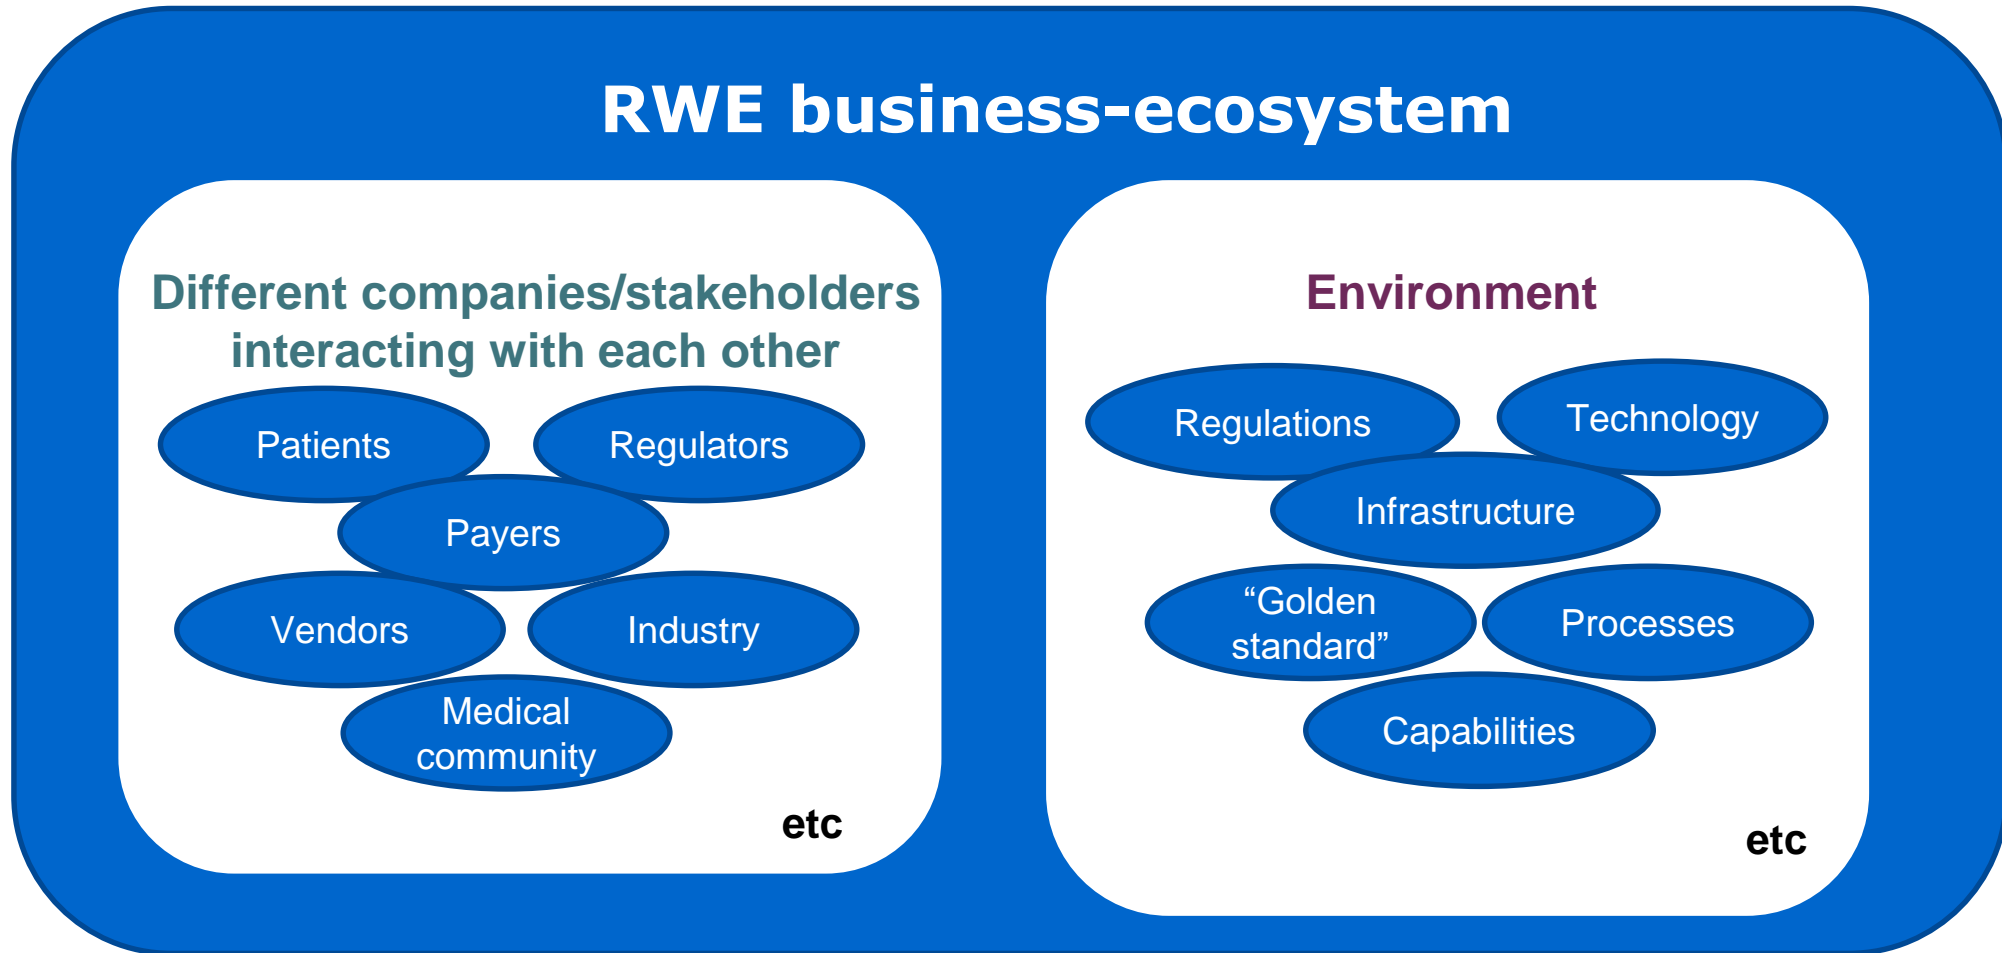 RWE business-ecosystem
Different companies/stakeholders
interacting with each other
Patients
Regulators
Payers
Vendors
Industry
Medical
community
etc
Environment
Regulations
Technology
Infrastructure
“Golden
standard”
Processes
Capabilities
etc